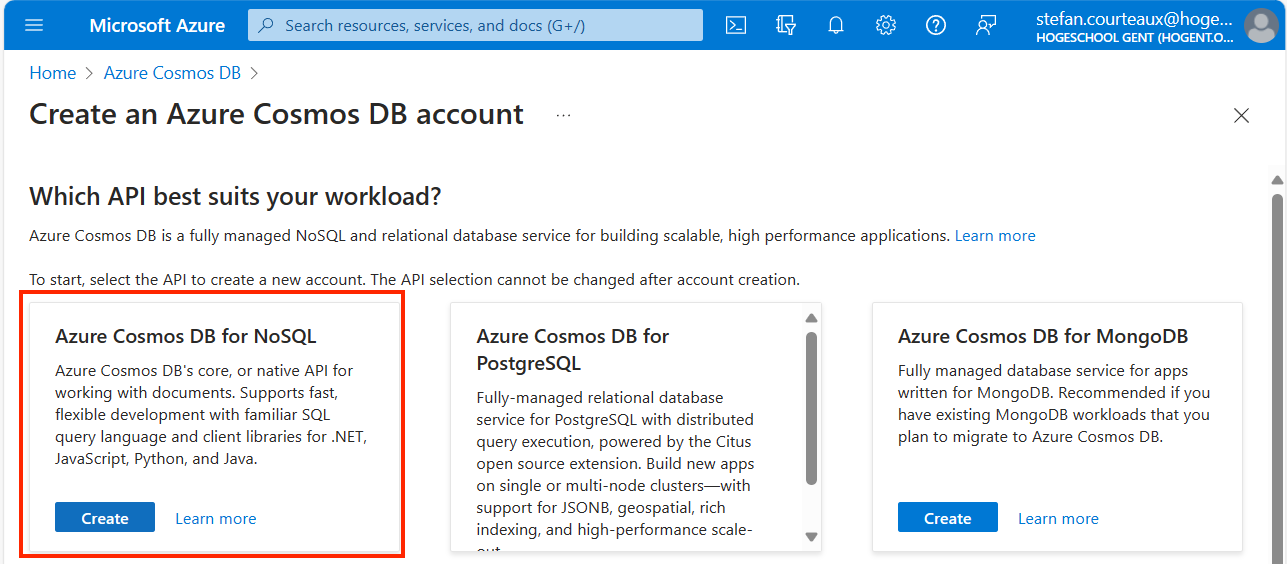 Microsoft Azure
Search resources, services, and docs (G+/)
stefan.courteaux@hoge...
HOGESCHOOL GENT (HOGENT.O...
Home > Azure Cosmos DB >
Create an Azure Cosmos DB account ...
Which API best suits your workload?
Azure Cosmos DB is a fully managed NoSQL and relational database service for building scalable, high performance applications. Learn more
To start, select the API to create a new account. The API selection cannot be changed after account creation.
Azure Cosmos DB for NoSQL
Azure Cosmos DB's core, or native API for
working with documents. Supports fast,
flexible development with familiar SQL
query language and client libraries for .NET,
JavaScript, Python, and Java.
Create Learn more
Azure Cosmos DB for
PostgreSQL
Fully-managed relational database
service for PostgreSQL with distributed
query execution, powered by the Citus
open source extension. Build new apps
on single or multi-node clusters—with
support for JSONB, geospatial, rich
indexing, and high-performance scale-
out.
Azure Cosmos DB for MongoDB
Fully managed database service for apps
written for MongoDB. Recommended if you
have existing MongoDB workloads that you
plan to migrate to Azure Cosmos DB.
Create Learn more